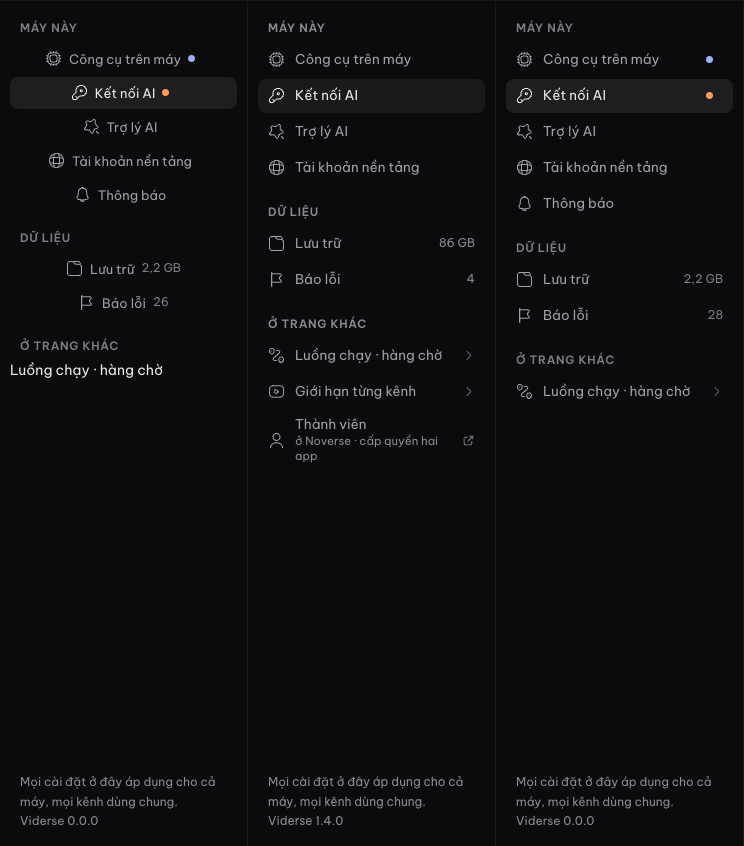 MÁY NÀY
Công cụ trên máy
Kết nối AI
Trợ lý AI
Tài khoản nền tảng
Thông báo
DỮ LIỆU
Lưu trữ 2,2 GB
Báo lỗi 26
Ở TRANG KHÁC
Luồng chạy · hàng chờ
Mọi cài đặt ở đây áp dụng cho cả
máy, mọi kênh dùng chung.
Viderse 0.0.0
MÁY NÀY
Công cụ trên máy
Kết nối AI
Trợ lý AI
Tài khoản nền tảng
DỮ LIỆU
Lưu trữ 86 GB
Báo lỗi 4
Ở TRANG KHÁC
Luồng chạy · hàng chờ
Giới hạn từng kênh
Thành viên
ở Noverse · cấp quyền hai
app
Mọi cài đặt ở đây áp dụng cho cả
máy, mọi kênh dùng chung.
Viderse 1.4.0
MÁY NÀY
Công cụ trên máy
Kết nối AI
Trợ lý AI
Tài khoản nền tảng
Thông báo
DỮ LIỆU
Lưu trữ 2,2 GB
Báo lỗi 28
Ở TRANG KHÁC
Luồng chạy · hàng chờ
Mọi cài đặt ở đây áp dụng cho cả
máy, mọi kênh dùng chung.
Viderse 0.0.0